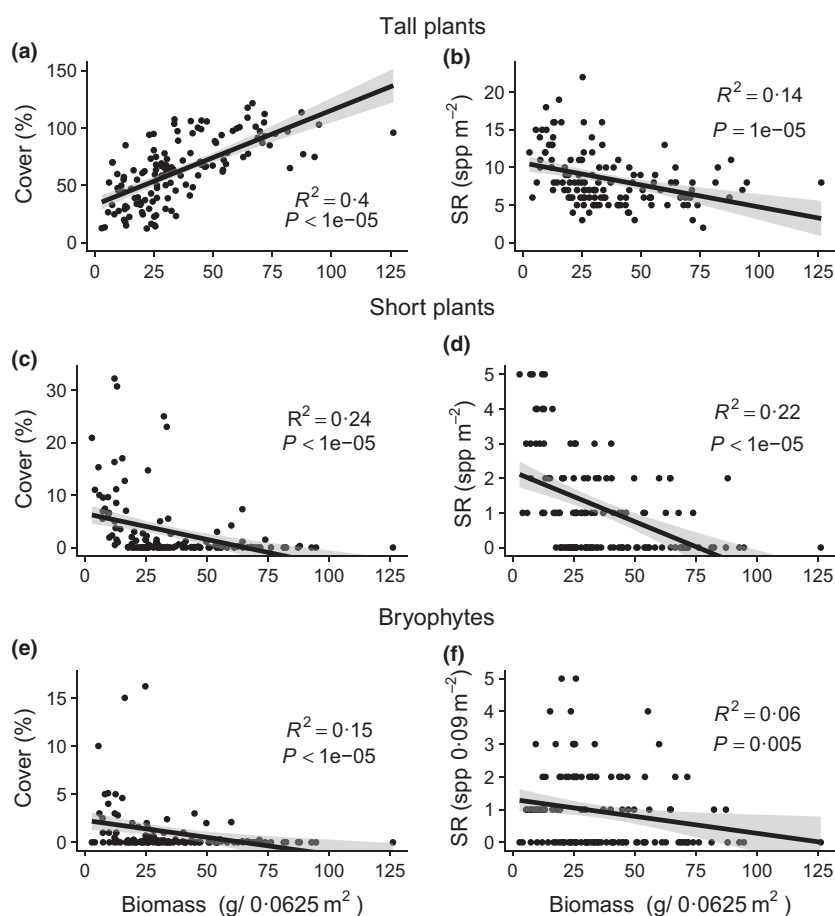 Tall plants
(a)
Cover (%)
150
100
50
0
R² = 0·4
P < 1e−05
0 25 50 75 100 125
(b)
SR (spp m⁻²)
20
15
10
5
0
R² = 0·14
P = 1e−05
0 25 50 75 100 125
Short plants
(c)
Cover (%)
30
20
10
0
R² = 0·24
P < 1e−05
0 25 50 75 100 125
(d)
SR (spp m⁻²)
5
4
3
2
1
0
R² = 0·22
P < 1e−05
0 25 50 75 100 125
Bryophytes
(e)
Cover (%)
15
10
5
0
R² = 0·15
P < 1e−05
0 25 50 75 100 125
Biomass (g/ 0·0625 m²)
(f)
SR (spp 0·09 m⁻²)
5
4
3
2
1
0
R² = 0·06
P = 0·005
0 25 50 75 100 125
Biomass (g/ 0·0625 m²)